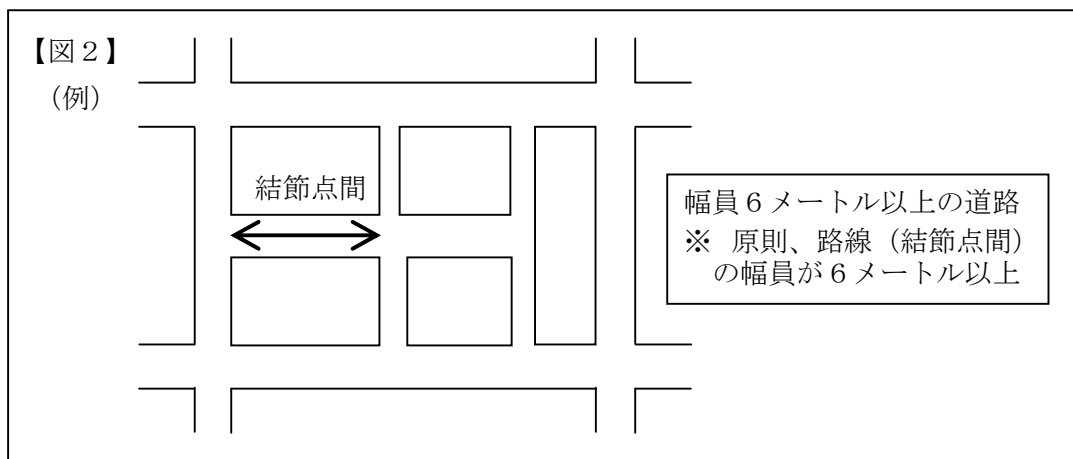 【図2】
(例)
結節点間
幅員6メートル以上の道路
※ 原則、路線（結節点間）
の幅員が6メートル以上